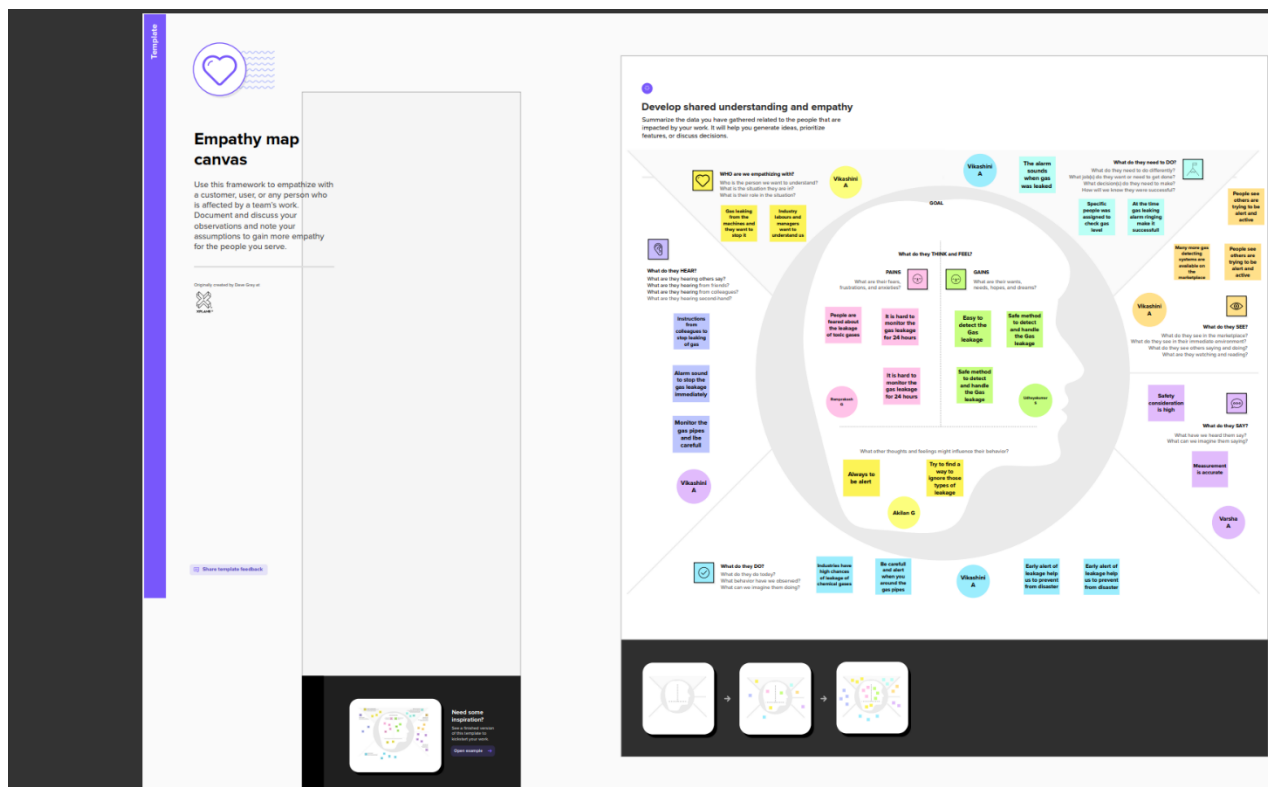 Template
Empathy map
canvas
Use this framework to empathize with
a customer, user, or any person who
is affected by a team's work.
Document and discuss your
observations and note your
assumptions to gain more empathy
for the people you serve.
Originally created by Dave Gray at
XPLANE
Share template feedback
Need some
inspiration?
See a finished version
of this template to
kickstart your work.
Open example
Develop shared understanding and empathy
Summarize the data you have gathered related to the people that are
impacted by your work. It will help you generate ideas, prioritize
features, or discuss decisions.
WHO are we empathizing with?
Who is the person we want to understand?
What is the situation they are in?
What is their role in the situation?
Vikashini
A
Gas leaking
from the
machines and
they want to
stop it
Industry
labours and
managers
want to
understand us
Vikashini
A
The alarm
sounds
when gas
was leaked
What do they need to DO?
What do they need to do differently?
What job(s) do they want or need to get done?
What decision(s) do they need to make?
How will we know they were successful?
Specific
people was
assigned to
check gas
level
At the time
gas leaking
alarm ringing
make it
successfull
People see
others are
trying to be
alert and
active
Many more gas
detecting
systems are
available on
the
marketplace
People see
others are
trying to be
alert and
active
Vikashini
A
What do they SEE?
What do they see in the marketplace?
What do they see in their immediate environment?
What do they see others saying and doing?
What are they watching and reading?
Safety
consideration
is high
What do they SAY?
What have we heard them say?
What can we imagine them saying?
Measurement
is accurate
Varsha
A
What do they HEAR?
What are they hearing others say?
What are they hearing from friends?
What are they hearing from colleagues?
What are they hearing second-hand?
Instructions
from
colleagues to
stop leaking
of gas
Alarm sound
to stop the
gas leakage
immediately
Monitor the
gas pipes
and Ibe
carefull
Vikashini
A
GOAL
What do they THINK and FEEL?
PAINS
What are their fears,
frustrations, and anxieties?
GAINS
What are their wants,
needs, hopes, and dreams?
People are
feared about
the leakage
of toxic gases
It is hard to
monitor the
gas leakage
for 24 hours
Easy to
detect the
Gas
leakage
Safe method
to detect
and handle
the Gas
leakage
It is hard to
monitor the
gas leakage
for 24 hours
Safe method
to detect
and handle
the Gas
leakage
What other thoughts and feelings might influence their behavior?
Always to
be alert
Try to find a
way to
ignore those
types of
leakage
Abilan G
What do they DO?
What do they do today?
What behavior have we observed?
What can we imagine them doing?
Industries have
high chances
of leakage of
chemical gases
Be carefull
and alert
when you
around the
gas pipes
Vikashini
A
Early alert of
leakage help
us to prevent
from disaster
Early alert of
leakage help
us to prevent
from disaster